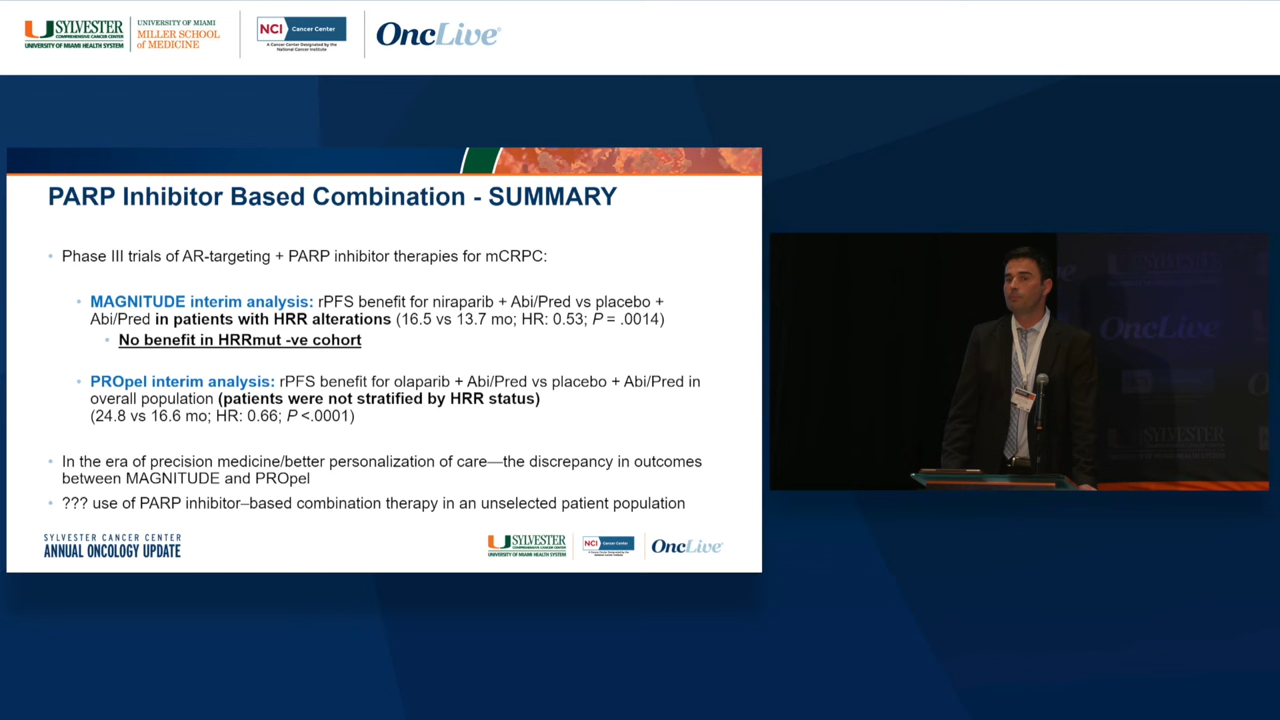 SYLVESTER
COMPREHENSIVE CANCER CENTER
UNIVERSITY OF MIAMI HEALTH SYSTEM
UNIVERSITY OF MIAMI
MILLER SCHOOL
of MEDICINE
NCI Cancer Center
A Cancer Center Designated by the
National Cancer Institute
OncLive®
PARP Inhibitor Based Combination - SUMMARY
• Phase III trials of AR-targeting + PARP inhibitor therapies for mCRPC:
• MAGNITUDE interim analysis: rPFS benefit for niraparib + Abi/Pred vs placebo +
Abi/Pred in patients with HRR alterations (16.5 vs 13.7 mo; HR: 0.53; P = .0014)
• No benefit in HRRmut -ve cohort
• PROpel interim analysis: rPFS benefit for olaparib + Abi/Pred vs placebo + Abi/Pred in
overall population (patients were not stratified by HRR status)
(24.8 vs 16.6 mo; HR: 0.66; P <.0001)
• In the era of precision medicine/better personalization of care—the discrepancy in outcomes
between MAGNITUDE and PROpel
• ??? use of PARP inhibitor–based combination therapy in an unselected patient population
SYLVESTER CANCER CENTER
ANNUAL ONCOLOGY UPDATE
SYLVESTER
COMPREHENSIVE CANCER CENTER
UNIVERSITY OF MIAMI HEALTH SYSTEM
NCI Cancer Center
OncLive
SYLVESTER
OncLive
SYLVESTER